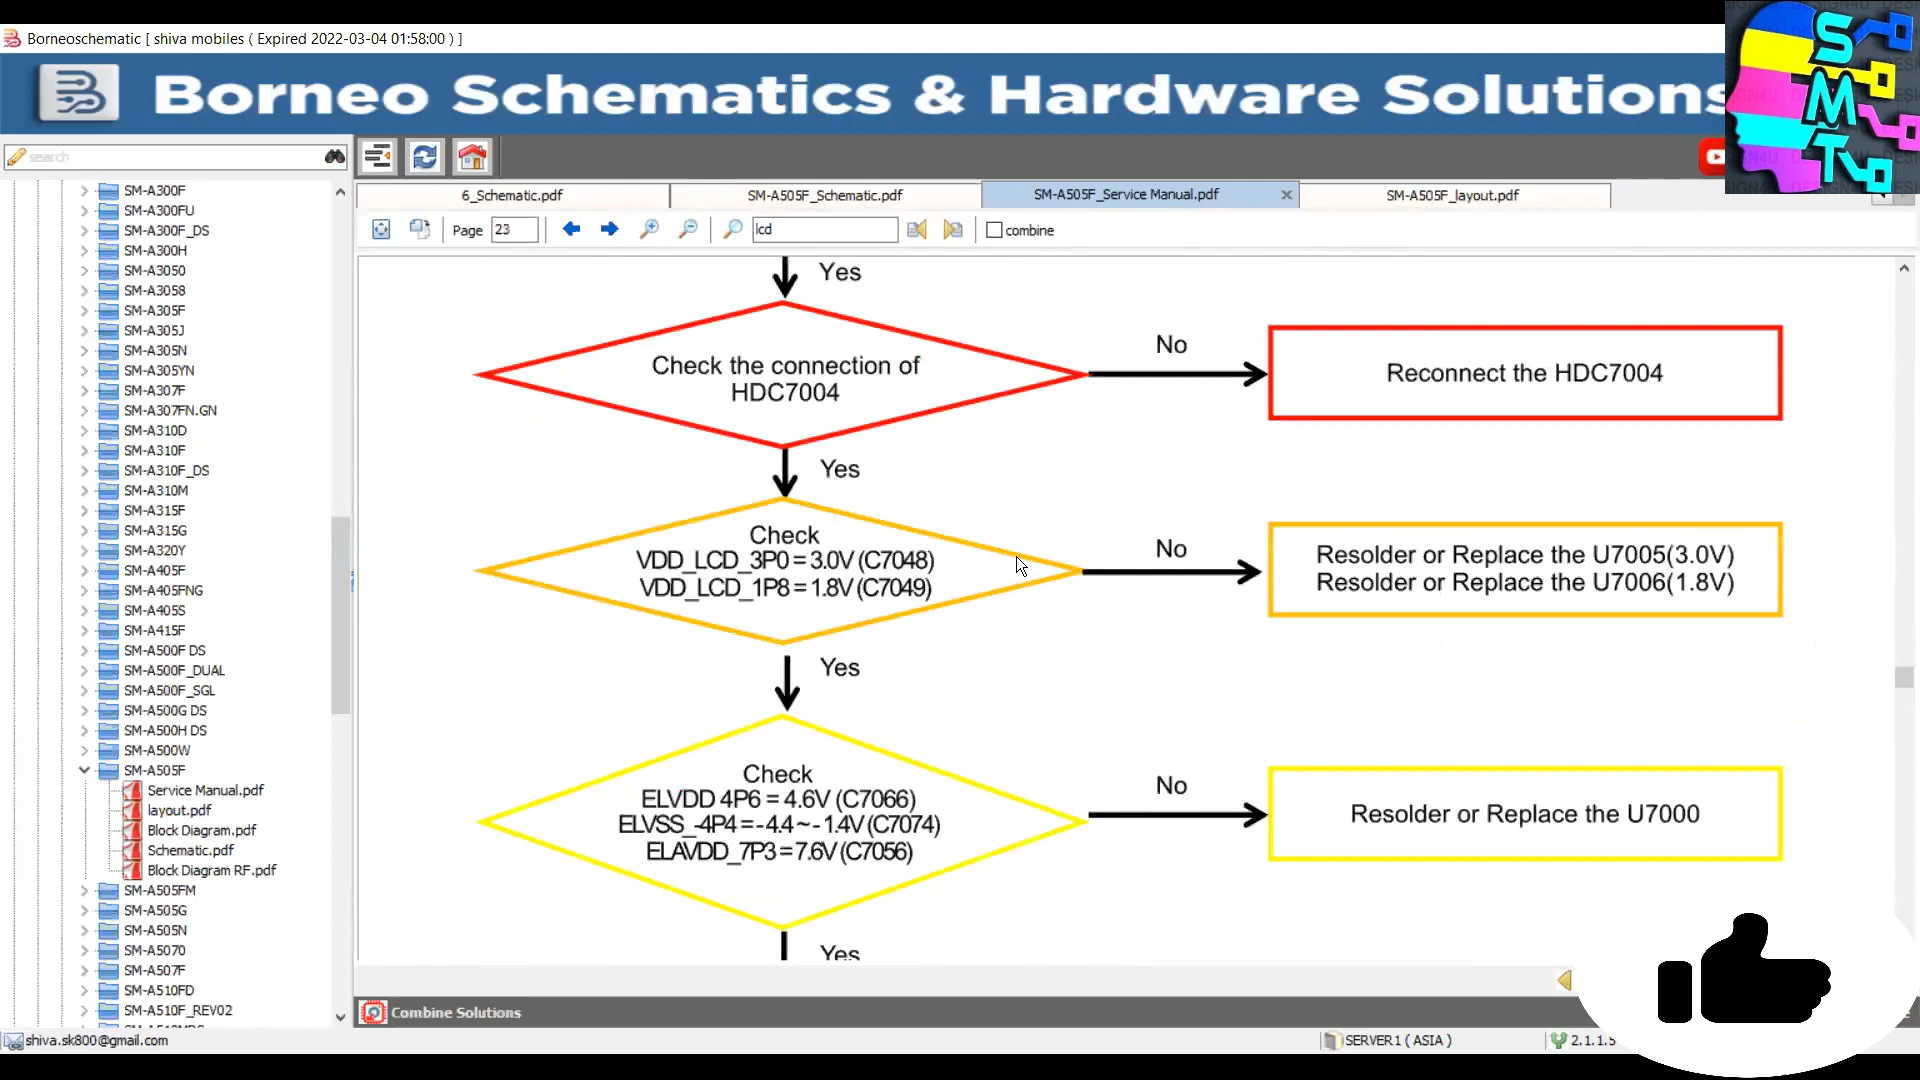 Borneoschematic [ shiva mobiles ( Expired 2022-03-04 01:58:00 ) ]
Borneo Schematics & Hardware Solutions
SMT
search
6_Schematic.pdf
SM-A505F_Schematic.pdf
SM-A505F_Service Manual.pdf
SM-A505F_layout.pdf
Page 23
lcd
combine
SM-A300F
SM-A300FU
SM-A300F_DS
SM-A300H
SM-A3050
SM-A3058
SM-A305F
SM-A305J
SM-A305N
SM-A305YN
SM-A307F
SM-A307FN.GN
SM-A310D
SM-A310F
SM-A310F_DS
SM-A310M
SM-A315F
SM-A315G
SM-A320Y
SM-A405F
SM-A405FNG
SM-A405S
SM-A415F
SM-A500F DS
SM-A500F_DUAL
SM-A500F_SGL
SM-A500G DS
SM-A500H DS
SM-A500W
SM-A505F
Service Manual.pdf
layout.pdf
Block Diagram.pdf
Schematic.pdf
Block Diagram RF.pdf
SM-A505FM
SM-A505G
SM-A505N
SM-A5070
SM-A507F
SM-A510FD
SM-A510F_REV02
Yes
Check the connection of
HDC7004
No
Reconnect the HDC7004
Yes
Check
VDD_LCD_3P0 = 3.0V (C7048)
VDD_LCD_1P8 = 1.8V (C7049)
No
Resolder or Replace the U7005(3.0V)
Resolder or Replace the U7006(1.8V)
Yes
Check
ELVDD 4P6 = 4.6V (C7066)
ELVSS_-4P4 = - 4.4 ~ - 1.4V (C7074)
ELAVDD_7P3 = 7.6V (C7056)
No
Resolder or Replace the U7000
Yes
Combine Solutions
shiva.sk800@gmail.com
SERVER1 ( ASIA )
2.1.1.5